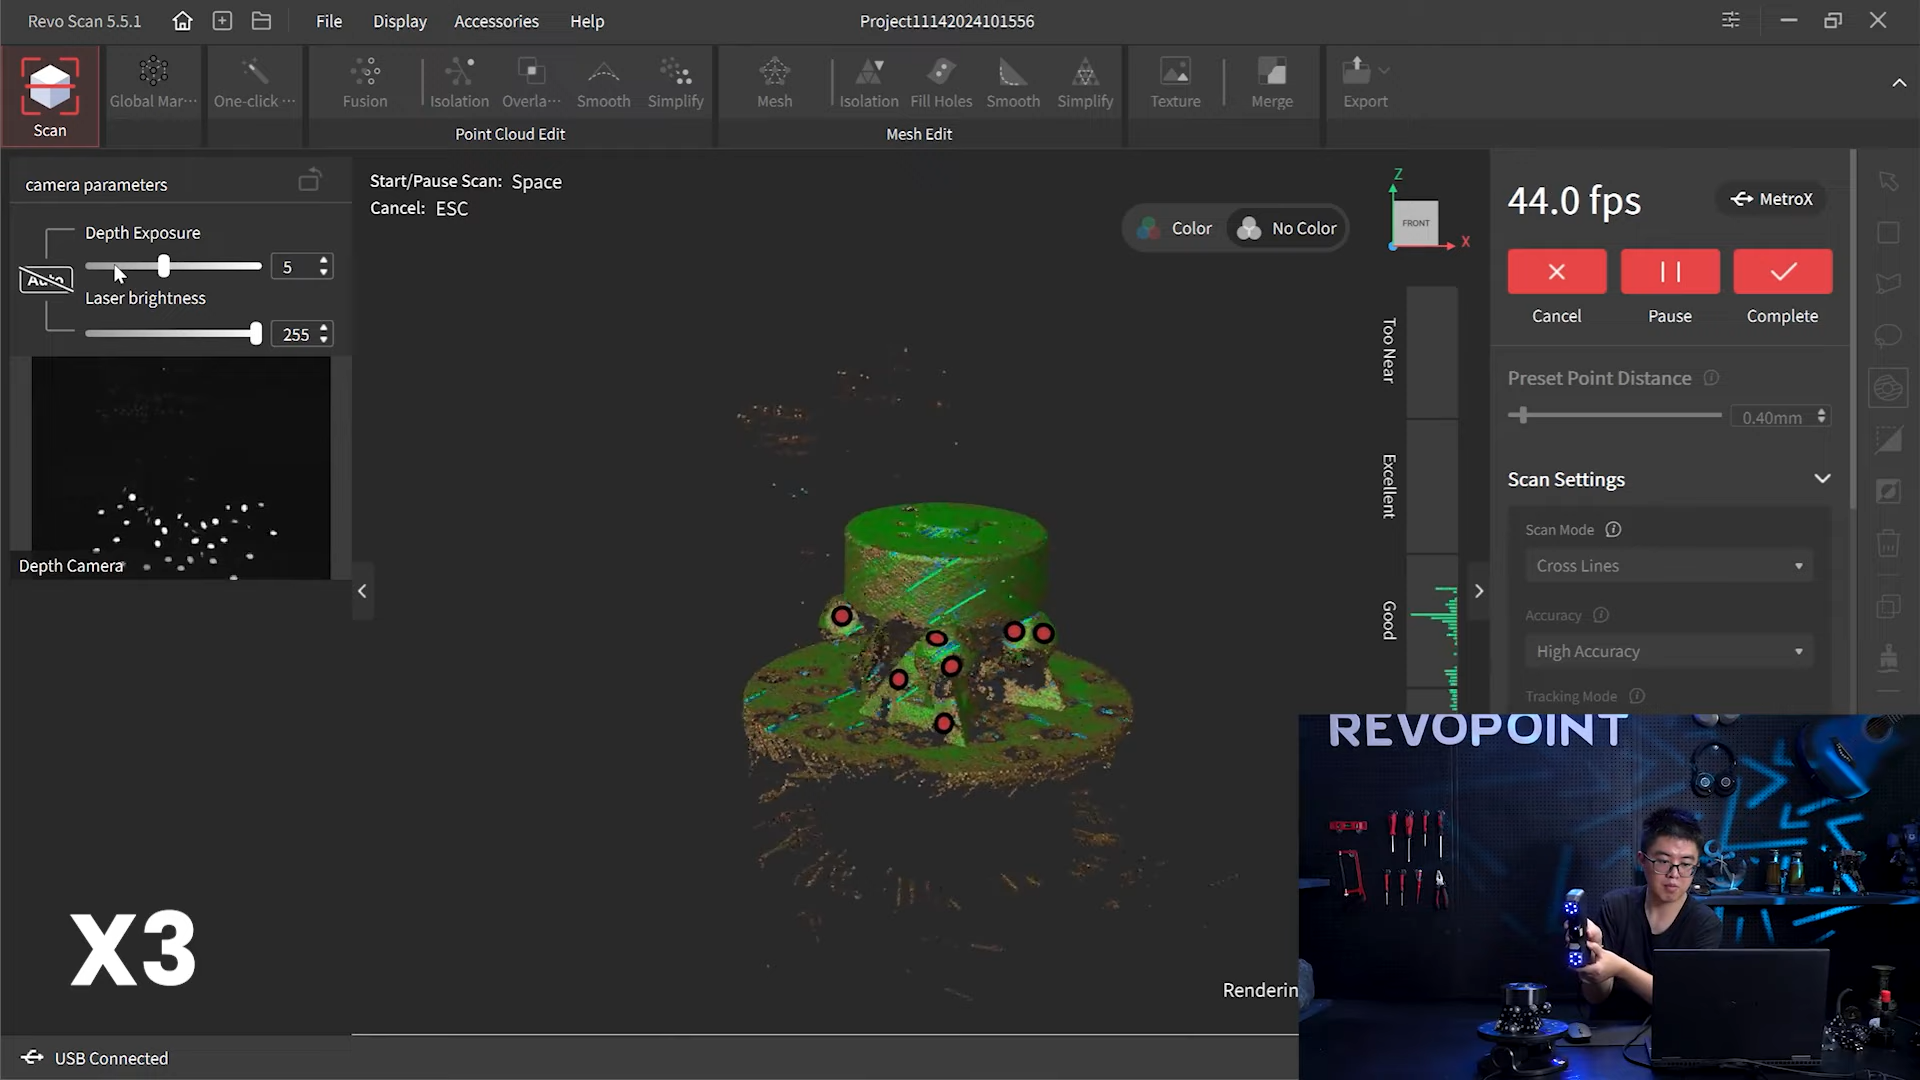 Revo Scan 5.5.1
File
Display
Accessories
Help
Project11142024101556
Scan
Global Mar···
One-click ···
Fusion
Isolation
Overla···
Smooth
Simplify
Point Cloud Edit
Mesh
Isolation
Fill Holes
Smooth
Simplify
Mesh Edit
Texture
Merge
Export
camera parameters
Depth Exposure
Auto
5
Laser brightness
255
Depth Camera
Start/Pause Scan: Space
Cancel: ESC
Color
No Color
Z
FRONT
X
Too Near
Excellent
Good
44.0 fps
MetroX
Cancel
Pause
Complete
Preset Point Distance
0.40mm
Scan Settings
Scan Mode
Cross Lines
Accuracy
High Accuracy
Tracking Mode
REVOPOINT
X3
Renderin
USB Connected